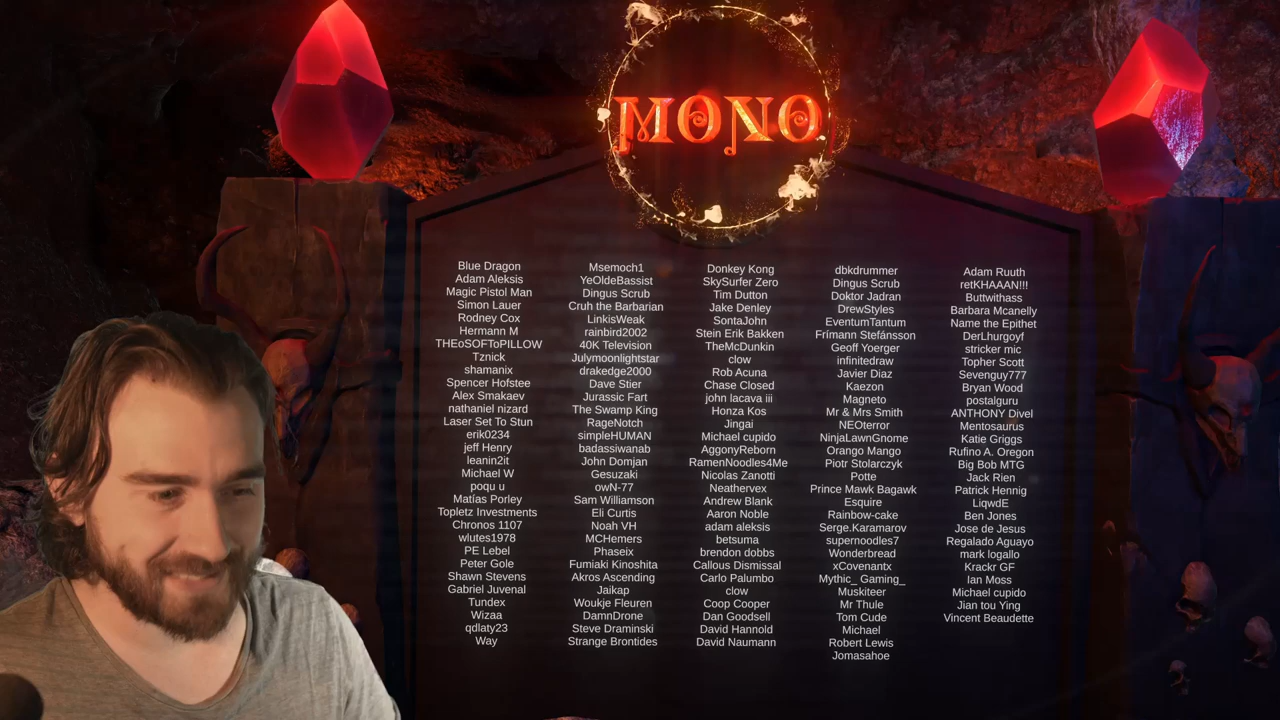 MONO
Blue Dragon
Adam Aleksis
Magic Pistol Man
Simon Lauer
Rodney Cox
Hermann M
THEoSOFToPILLOW
Tznick
shamanix
Spencer Hofstee
Alex Smakaev
nathaniel nizard
Laser Set To Stun
erik0234
jeff Henry
leanin2it
Michael W
poqu u
Matías Porley
Topletz Investments
Chronos 1107
wlutes1978
PE Lebel
Peter Gole
Shawn Stevens
Gabriel Juvenal
Tundex
Wizaa
qdlaty23
Way
Msemoch1
YeOldeBassist
Dingus Scrub
Cruh the Barbarian
LinkisWeak
rainbird2002
40K Television
Julymoonlightstar
drakedge2000
Dave Stier
Jurassic Fart
The Swamp King
RageNotch
simpleHUMAN
badassiwanab
John Domjan
Gesuzaki
owN-77
Sam Williamson
Eli Curtis
Noah VH
MCHemers
Phaseix
Fumiaki Kinoshita
Akros Ascending
Jaikap
Woukje Fleuren
DamnDrone
Steve Draminski
Strange Brontides
Donkey Kong
SkySurfer Zero
Tim Dutton
Jake Denley
SontaJohn
Stein Erik Bakken
TheMcDunkin
clow
Rob Acuna
Chase Closed
john lacava iii
Honza Kos
Jingai
Michael cupido
AggonyReborn
RamenNoodles4Me
Nicolas Zanotti
Neathervex
Andrew Blank
Aaron Noble
adam aleksis
betsuma
brendon dobbs
Callous Dismissal
Carlo Palumbo
clow
Coop Cooper
Dan Goodsell
David Hannold
David Naumann
dbkdrummer
Dingus Scrub
Doktor Jadran
DrewStyles
EventumTantum
Frímann Stefánsson
Geoff Yoerger
infinitedraw
Javier Diaz
Kaezon
Magneto
Mr & Mrs Smith
NEOterror
NinjaLawnGnome
Orange Mango
Piotr Stolarczyk
Potte
Prince Mawk Bagawk
Esquire
Rainbow-cake
Serge.Karamarov
supernoodles7
Wonderbread
xCovenantx
Mythic_ Gaming_
Muskiteer
Mr Thule
Tom Cude
Michael
Robert Lewis
Jomasahoe
Adam Ruuth
retKHAAAN!!!
Buttwithass
Barbara Mcanelly
Name the Epithet
DerLhurgoyf
stricker mic
Topher Scott
Sevenguy777
Bryan Wood
postalguru
ANTHONY Divel
Mentosaurus
Katie Griggs
Rufino A. Oregon
Big Bob MTG
Jack Rien
Patrick Hennig
LiqwdE
Ben Jones
Jose de Jesus
Regalado Aguayo
mark logallo
Krackr GF
Ian Moss
Michael cupido
Jian tou Ying
Vincent Beaudette